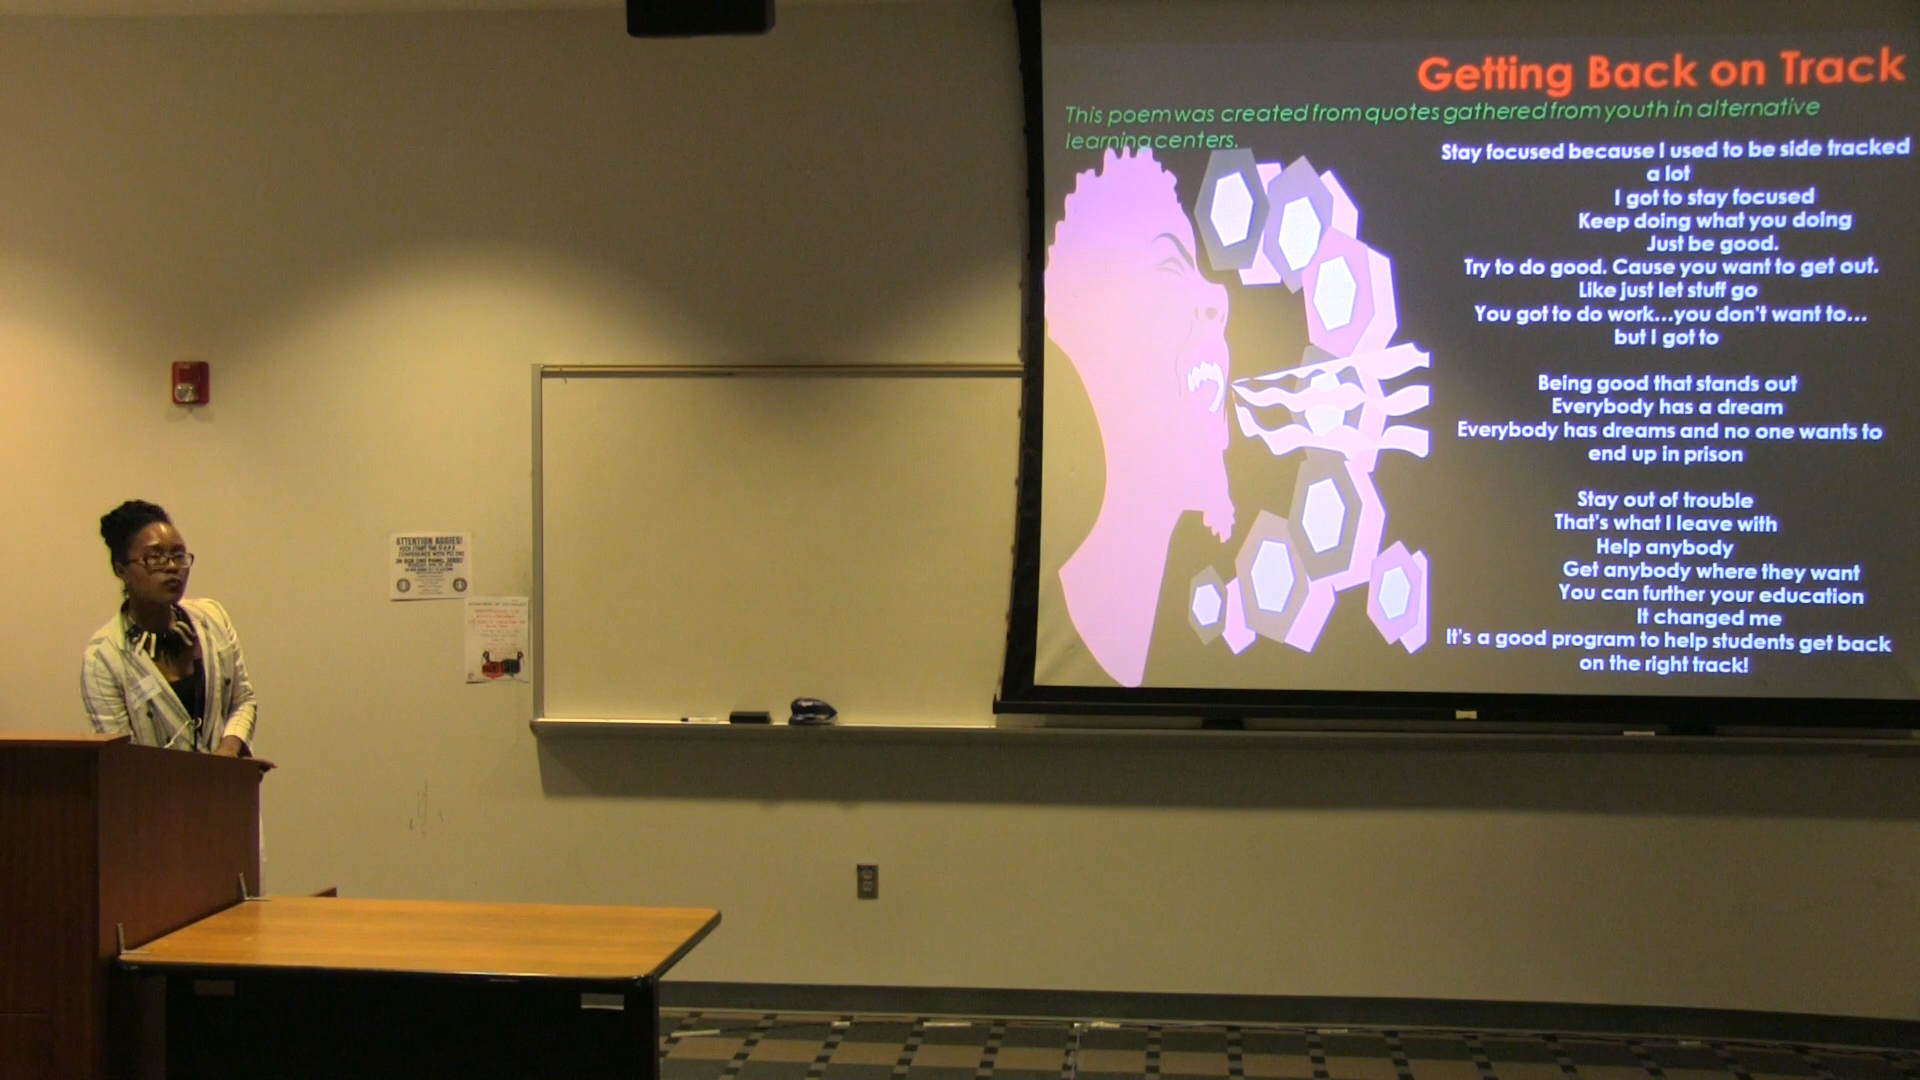 Getting Back on Track
This poem was created from quotes gathered from youth in alternative
learning centers.
Stay focused because I used to be side tracked
a lot
I got to stay focused
Keep doing what you doing
Just be good.
Try to do good. Cause you want to get out.
Like just let stuff go
You got to do work...you don't want to...
but I got to
Being good that stands out
Everybody has a dream
Everybody has dreams and no one wants to
end up in prison
Stay out of trouble
That's what I leave with
Help anybody
Get anybody where they want
You can further your education
It changed me
It's a good program to help students get back
on the right track!
ATTENTION AGGIES!